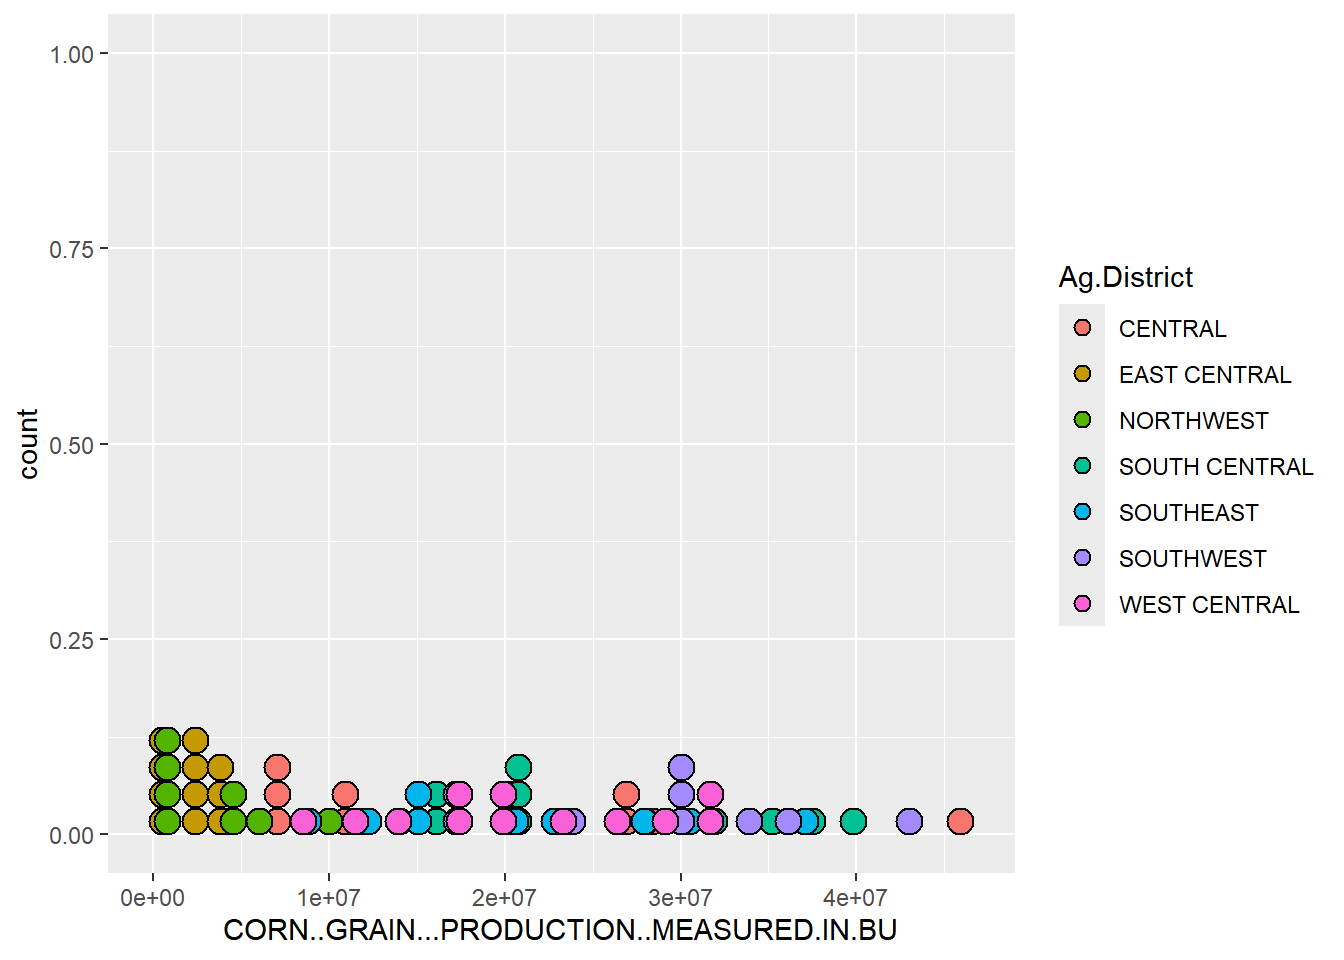 1.00
0.75
0.50
0.25
0.00
count
0e+00 1e+07 2e+07 3e+07 4e+07
CORN..GRAIN...PRODUCTION..MEASURED.IN.BU
Ag.District
CENTRAL
EAST CENTRAL
NORTHWEST
SOUTH CENTRAL
SOUTHEAST
SOUTHWEST
WEST CENTRAL